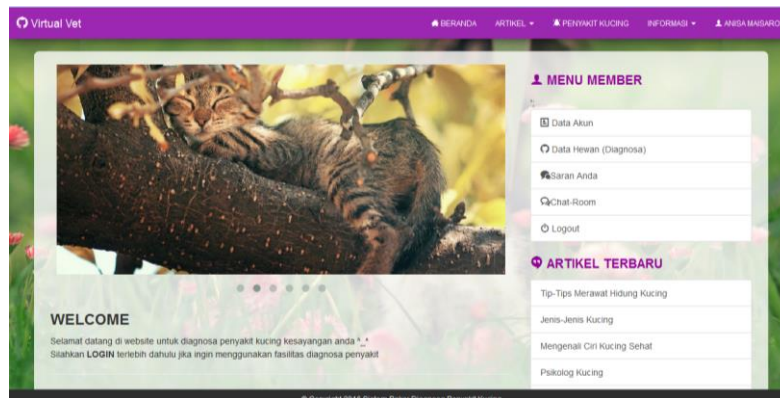 Virtual Vet
BERANDA
ARTIKEL
PENYAKIT KUCING
INFORMASI
ANISA MAISARO
MENU MEMBER
Data Akun
Data Hewan (Diagnosa)
Saran Anda
Chat-Room
Logout
ARTIKEL TERBARU
Tip-Tips Merawat Hidung Kucing
Jenis-Jenis Kucing
Mengenali Ciri Kucing Sehat
Psikolog Kucing
WELCOME
Selamat datang di website untuk diagnosa penyakit kucing kesayangan anda ^_^
Silahkan LOGIN terlebih dahulu jika ingin menggunakan fasilitas diagnosa penyakit